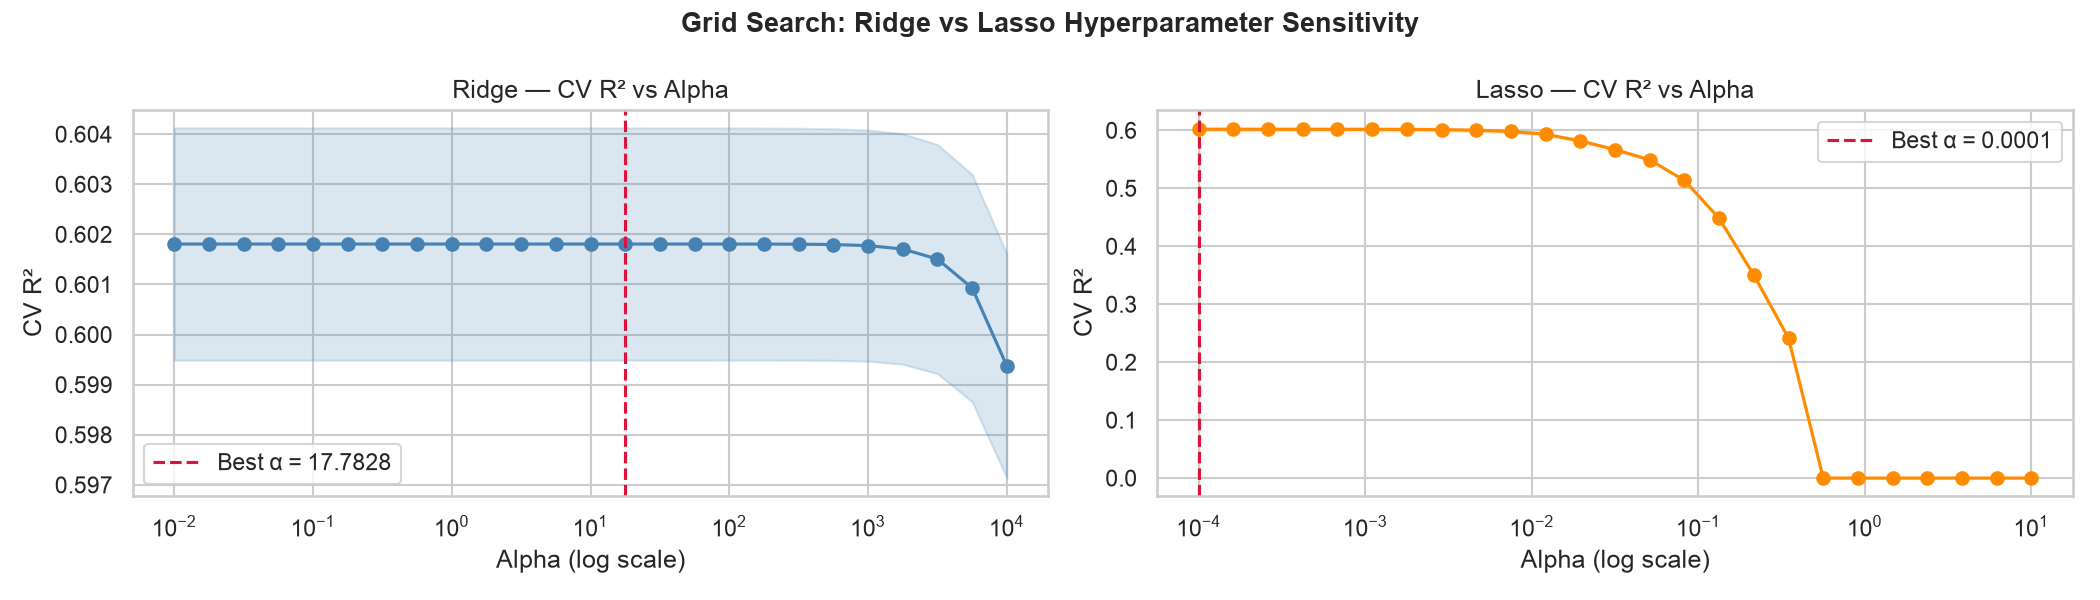 Grid Search: Ridge vs Lasso Hyperparameter Sensitivity
Ridge — CV R² vs Alpha
CV R²
0.604
0.603
0.602
0.601
0.600
0.599
0.598
0.597
Best α = 17.7828
10⁻² 10⁻¹ 10⁰ 10¹ 10² 10³ 10⁴
Alpha (log scale)
Lasso — CV R² vs Alpha
CV R²
0.6
0.5
0.4
0.3
0.2
0.1
0.0
Best α = 0.0001
10⁻⁴ 10⁻³ 10⁻² 10⁻¹ 10⁰ 10¹
Alpha (log scale)